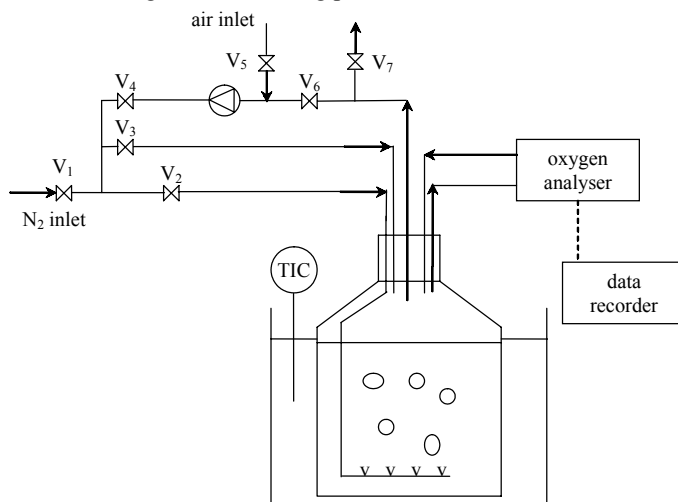 air inlet
V5
V7
V4
V6
V3
V1
V2
N2 inlet
oxygen
analyser
TIC
data
recorder
v v v v